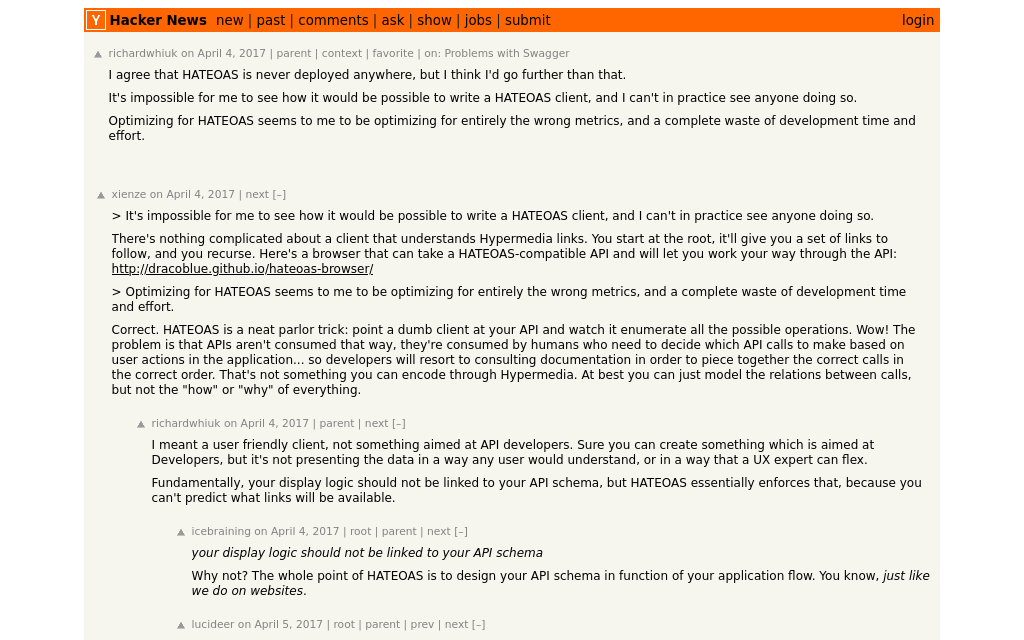 Y Hacker News new | past | comments | ask | show | jobs | submit login
▲ richardwhiuk on April 4, 2017 | parent | context | favorite | on: Problems with Swagger
I agree that HATEOAS is never deployed anywhere, but I think I'd go further than that.
It's impossible for me to see how it would be possible to write a HATEOAS client, and I can't in practice see anyone doing so.
Optimizing for HATEOAS seems to me to be optimizing for entirely the wrong metrics, and a complete waste of development time and
effort.
▲ xienze on April 4, 2017 | next [–]
> It's impossible for me to see how it would be possible to write a HATEOAS client, and I can't in practice see anyone doing so.
There's nothing complicated about a client that understands Hypermedia links. You start at the root, it'll give you a set of links to
follow, and you recurse. Here's a browser that can take a HATEOAS-compatible API and will let you work your way through the API:
http://dracoblue.github.io/hateoas-browser/
> Optimizing for HATEOAS seems to me to be optimizing for entirely the wrong metrics, and a complete waste of development time
and effort.
Correct. HATEOAS is a neat parlor trick: point a dumb client at your API and watch it enumerate all the possible operations. Wow! The
problem is that APIs aren't consumed that way, they're consumed by humans who need to decide which API calls to make based on
user actions in the application... so developers will resort to consulting documentation in order to piece together the correct calls in
the correct order. That's not something you can encode through Hypermedia. At best you can just model the relations between calls,
but not the "how" or "why" of everything.
▲ richardwhiuk on April 4, 2017 | parent | next [–]
I meant a user friendly client, not something aimed at API developers. Sure you can create something which is aimed at
Developers, but it's not presenting the data in a way any user would understand, or in a way that a UX expert can flex.
Fundamentally, your display logic should not be linked to your API schema, but HATEOAS essentially enforces that, because you
can't predict what links will be available.
▲ icebraining on April 4, 2017 | root | parent | next [–]
your display logic should not be linked to your API schema
Why not? The whole point of HATEOAS is to design your API schema in function of your application flow. You know, just like
we do on websites.
▲ lucideer on April 5, 2017 | root | parent | prev | next [–]